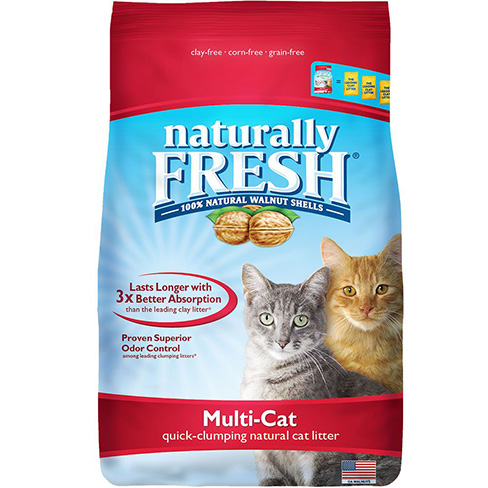 clay-free • corn-free • grain-free
naturally
FRESH®
100% NATURAL WALNUT SHELLS
Lasts Longer with
3x Better Absorption
than the leading clay litter*
Proven Superior
Odor Control
among leading clumping litters*
Multi-Cat
quick-clumping natural cat litter